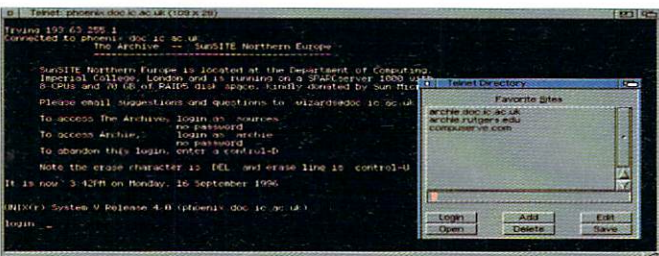 Telnet: phoenix.doc.ic.ac.uk (109 x 28)
Trying 193.63.255.1
Connected to phoenix.doc.ic.ac.uk
The Archive -- SunSITE Northern Europe
SunSITE Northern Europe is located at the Department of Computing,
Imperial College, London and is running on a SPARCserver 1000 with
8 CPUs and 70 GB of RAID5 disk space, kindly donated by Sun
Please email suggestions and questions to wizards@doc.ic.ac.uk
To access The Archive, login as sources
no password
To access Archie, login as archie
no password
To abandon this login, enter a control-D
Note the erase character is DEL and erase line is control-U
It is now 3:42PM on Monday, 16 September 1996
UNIX(r) System V Release 4.0 (phoenix.doc.ic.ac.uk)
login: _
Telnet Directory
Favorite Sites
archie.doc.ic.ac.uk
archie.rutgers.edu
compuserve.com
Login Add Edit
Open Delete Save